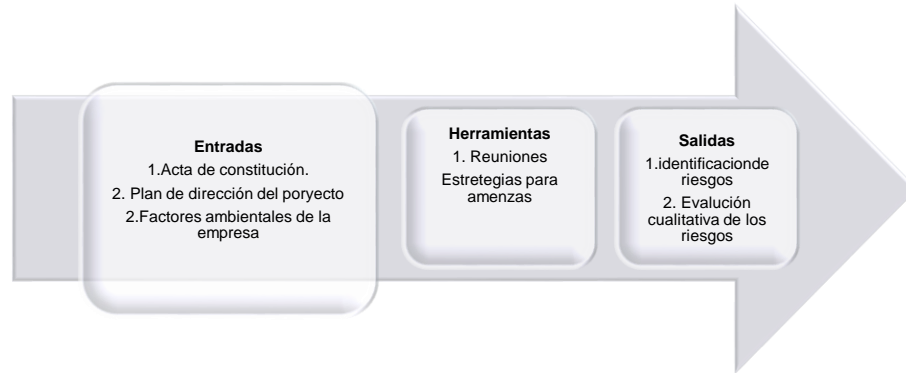 Entradas
1.Acta de constitución.
2. Plan de dirección del poryecto
2.Factores ambientales de la
empresa
Herramientas
1. Reuniones
Estretegias para
amenzas
Salidas
1.identificacionde
riesgos
2. Evalución
cualitativa de los
riesgos